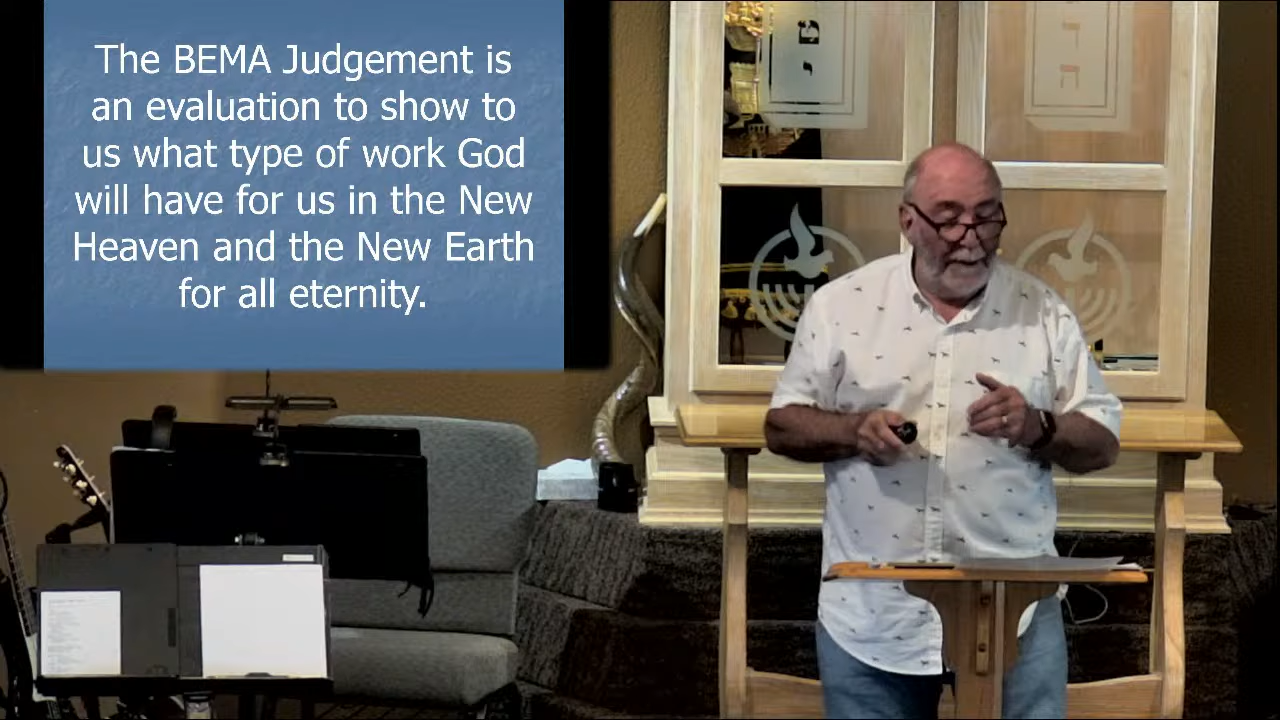 The BEMA Judgement is
an evaluation to show to
us what type of work God
will have for us in the New
Heaven and the New Earth
for all eternity.